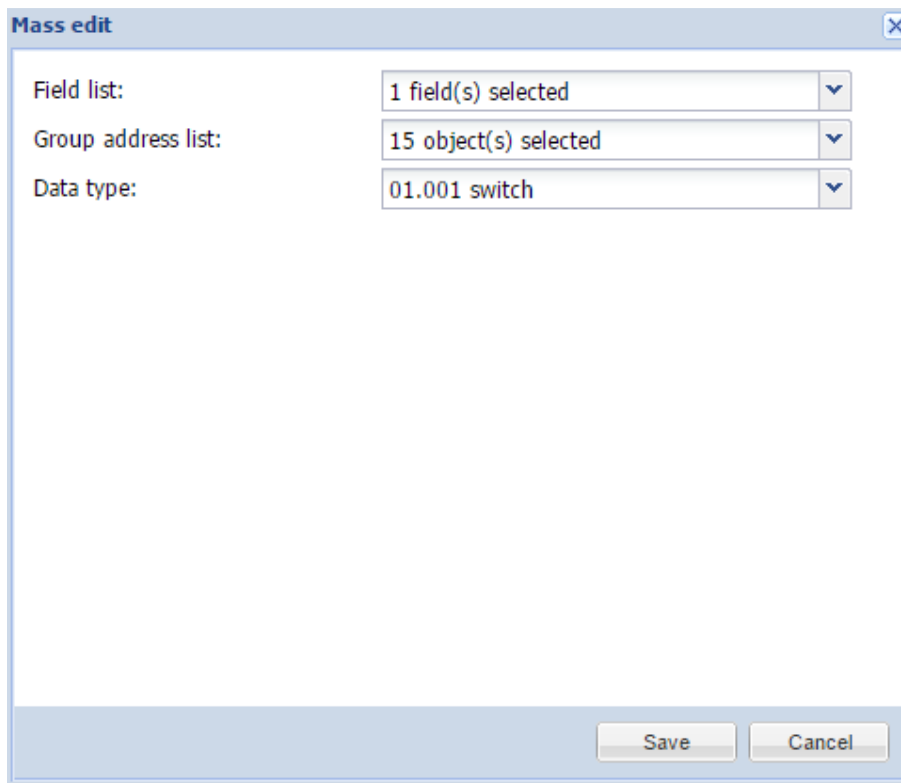 Mass edit
Field list: 1 field(s) selected
Group address list: 15 object(s) selected
Data type: 01.001 switch
Save Cancel